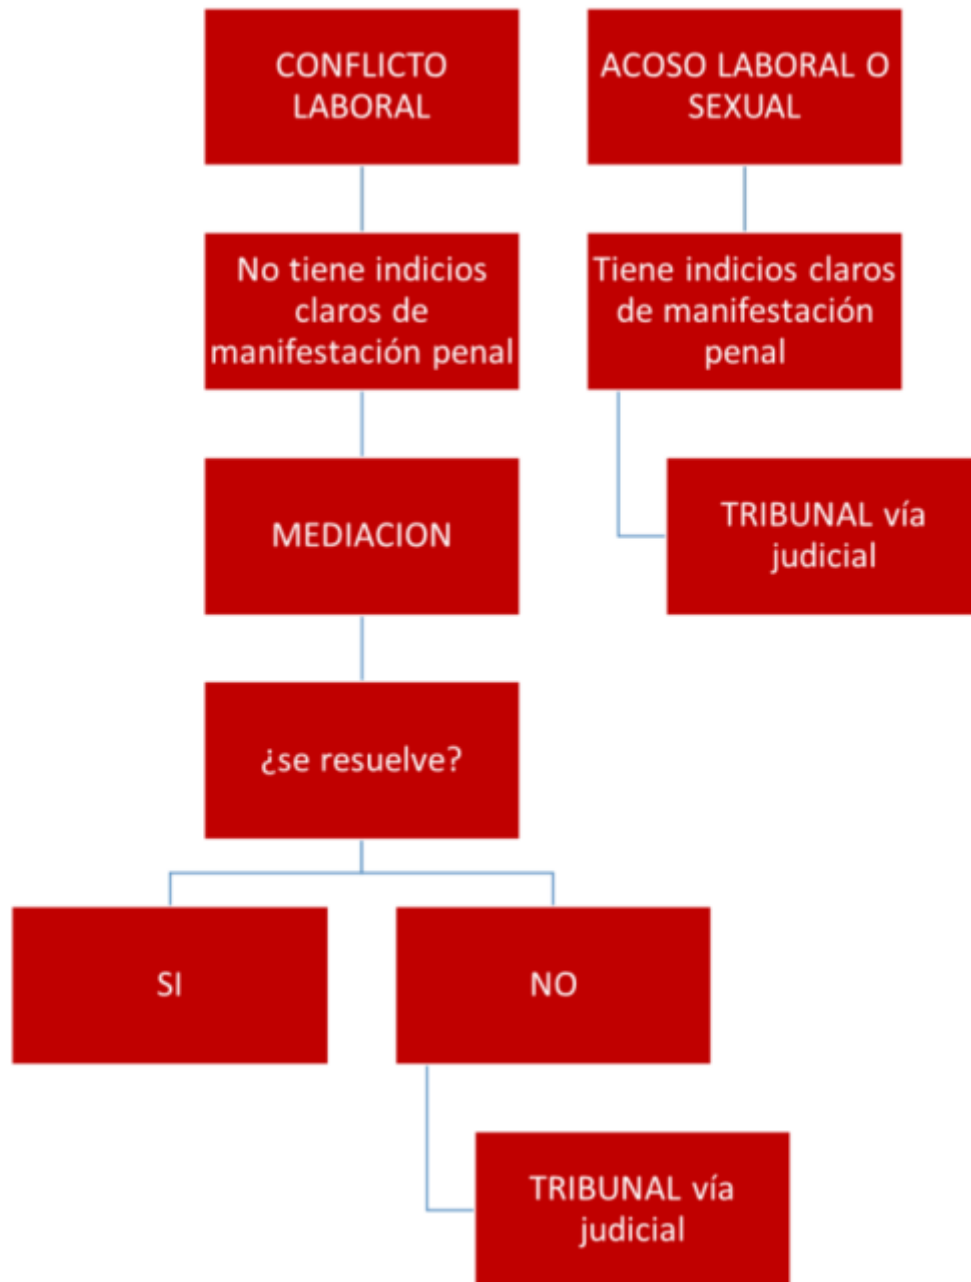 CONFLICTO
LABORAL
ACOSO LABORAL O
SEXUAL
No tiene indicios
claros de
manifestación penal
Tiene indicios claros
de manifestación
penal
MEDIACION
TRIBUNAL vía
judicial
¿se resuelve?
SI
NO
TRIBUNAL vía
judicial